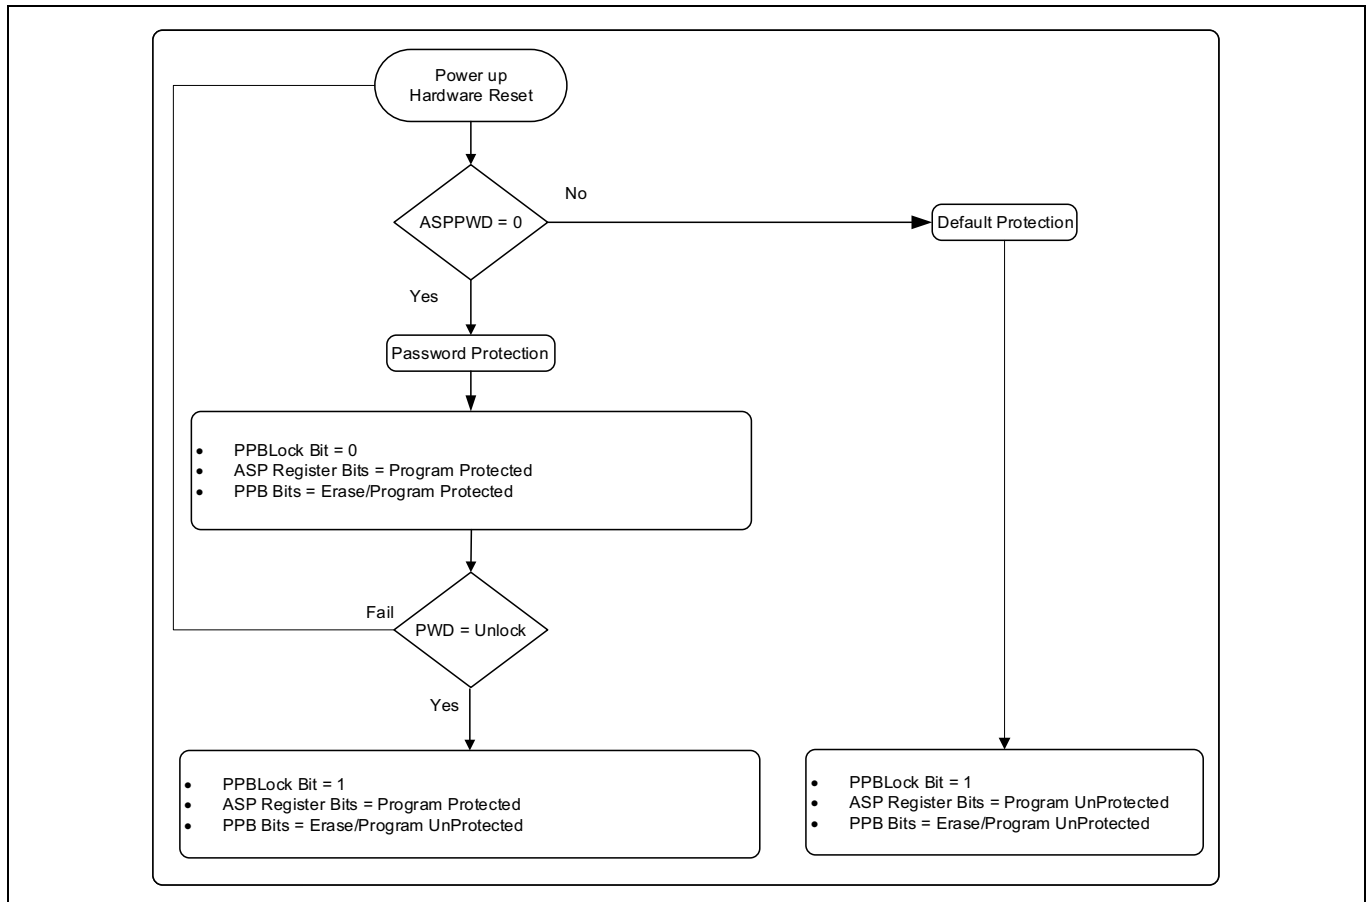 Power up
Hardware Reset
No
ASPPWD = 0
Default Protection
Yes
Password Protection
• PPBLock Bit = 0
• ASP Register Bits = Program Protected
• PPB Bits = Erase/Program Protected
Fail
PWD = Unlock
Yes
• PPBLock Bit = 1
• ASP Register Bits = Program Protected
• PPB Bits = Erase/Program UnProtected
• PPBLock Bit = 1
• ASP Register Bits = Program UnProtected
• PPB Bits = Erase/Program UnProtected